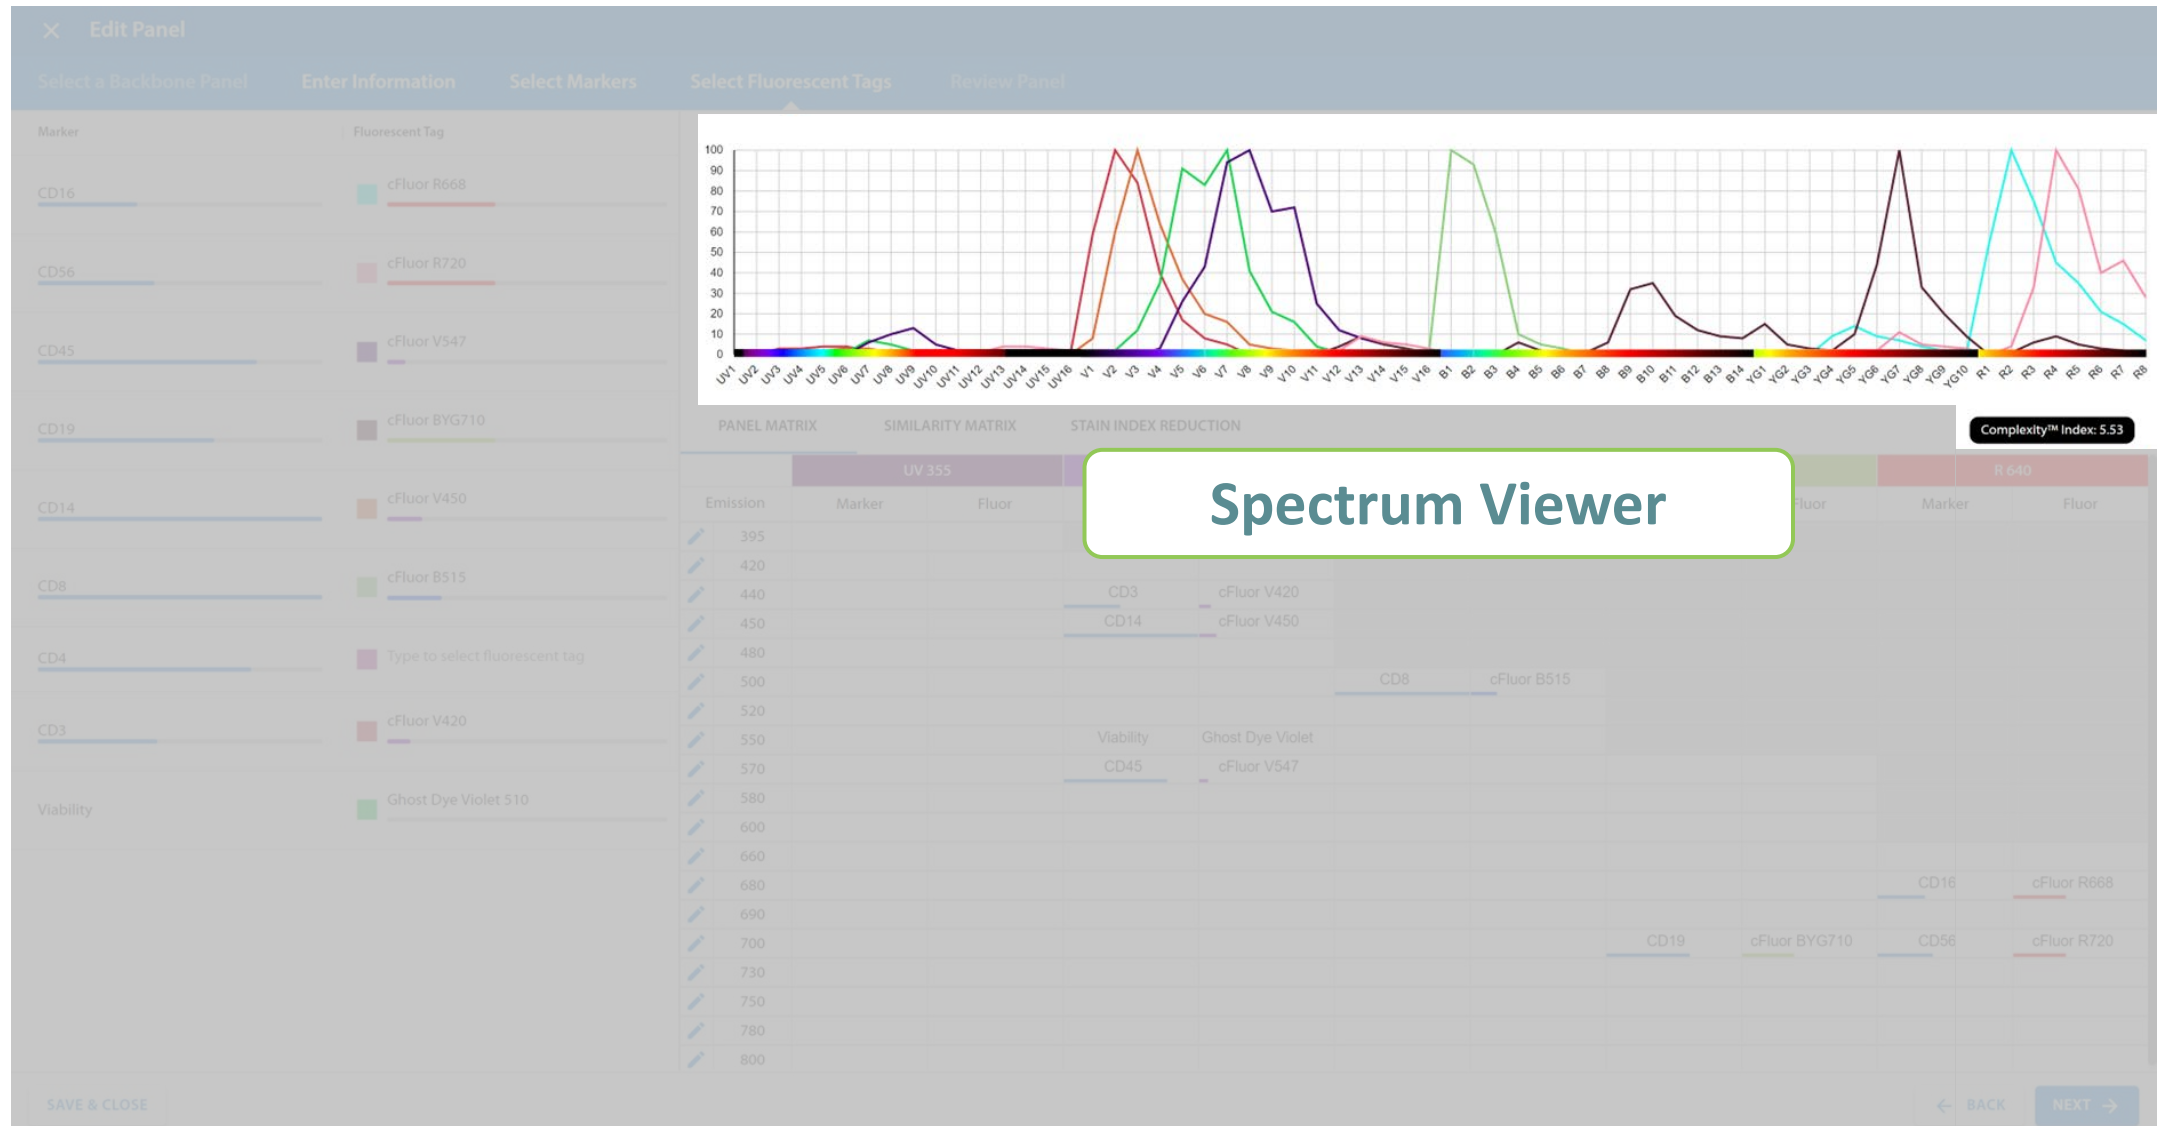 Edit Panel
Select a Backbone Panel Enter Information Select Markers Select Fluorescent Tags Review Panel
Marker Fluorescent Tag
CD16 cFluor R668
CD56 cFluor R720
CD45 cFluor V547
CD19 cFluor BYG710
CD14 cFluor V450
CD8 cFluor B515
CD4 Type to select fluorescent tag
CD3 cFluor V420
Viability Ghost Dye Violet 510
100
90
80
70
60
50
40
30
20
10
0
UV1 UV2 UV3 UV4 UV5 UV6 UV7 UV8 UV9 UV10 UV11 UV12 UV13 UV14 UV15 UV16 V1 V2 V3 V4 V5 V6 V7 V8 V9 V10 V11 V12 V13 V14 V15 V16 B1 B2 B3 B4 B5 B6 B7 B8 B9 B10 B11 B12 B13 B14 YG1 YG2 YG3 YG4 YG5 YG6 YG7 YG8 YG9 YG10 R1 R2 R3 R4 R5 R6 R7 R8
PANEL MATRIX SIMILARITY MATRIX STAIN INDEX REDUCTION
Complexity™ Index: 5.53
UV 355 R 640
Spectrum Viewer
Emission Marker Fluor Fluor Marker Fluor
395
420
440 CD3 cFluor V420
450 CD14 cFluor V450
480
500 CD8 cFluor B515
520
550 Viability Ghost Dye Violet
570 CD45 cFluor V547
580
600
660
680 CD16 cFluor R668
690
700 CD19 cFluor BYG710 CD56 cFluor R720
730
750
780
800
SAVE & CLOSE BACK NEXT